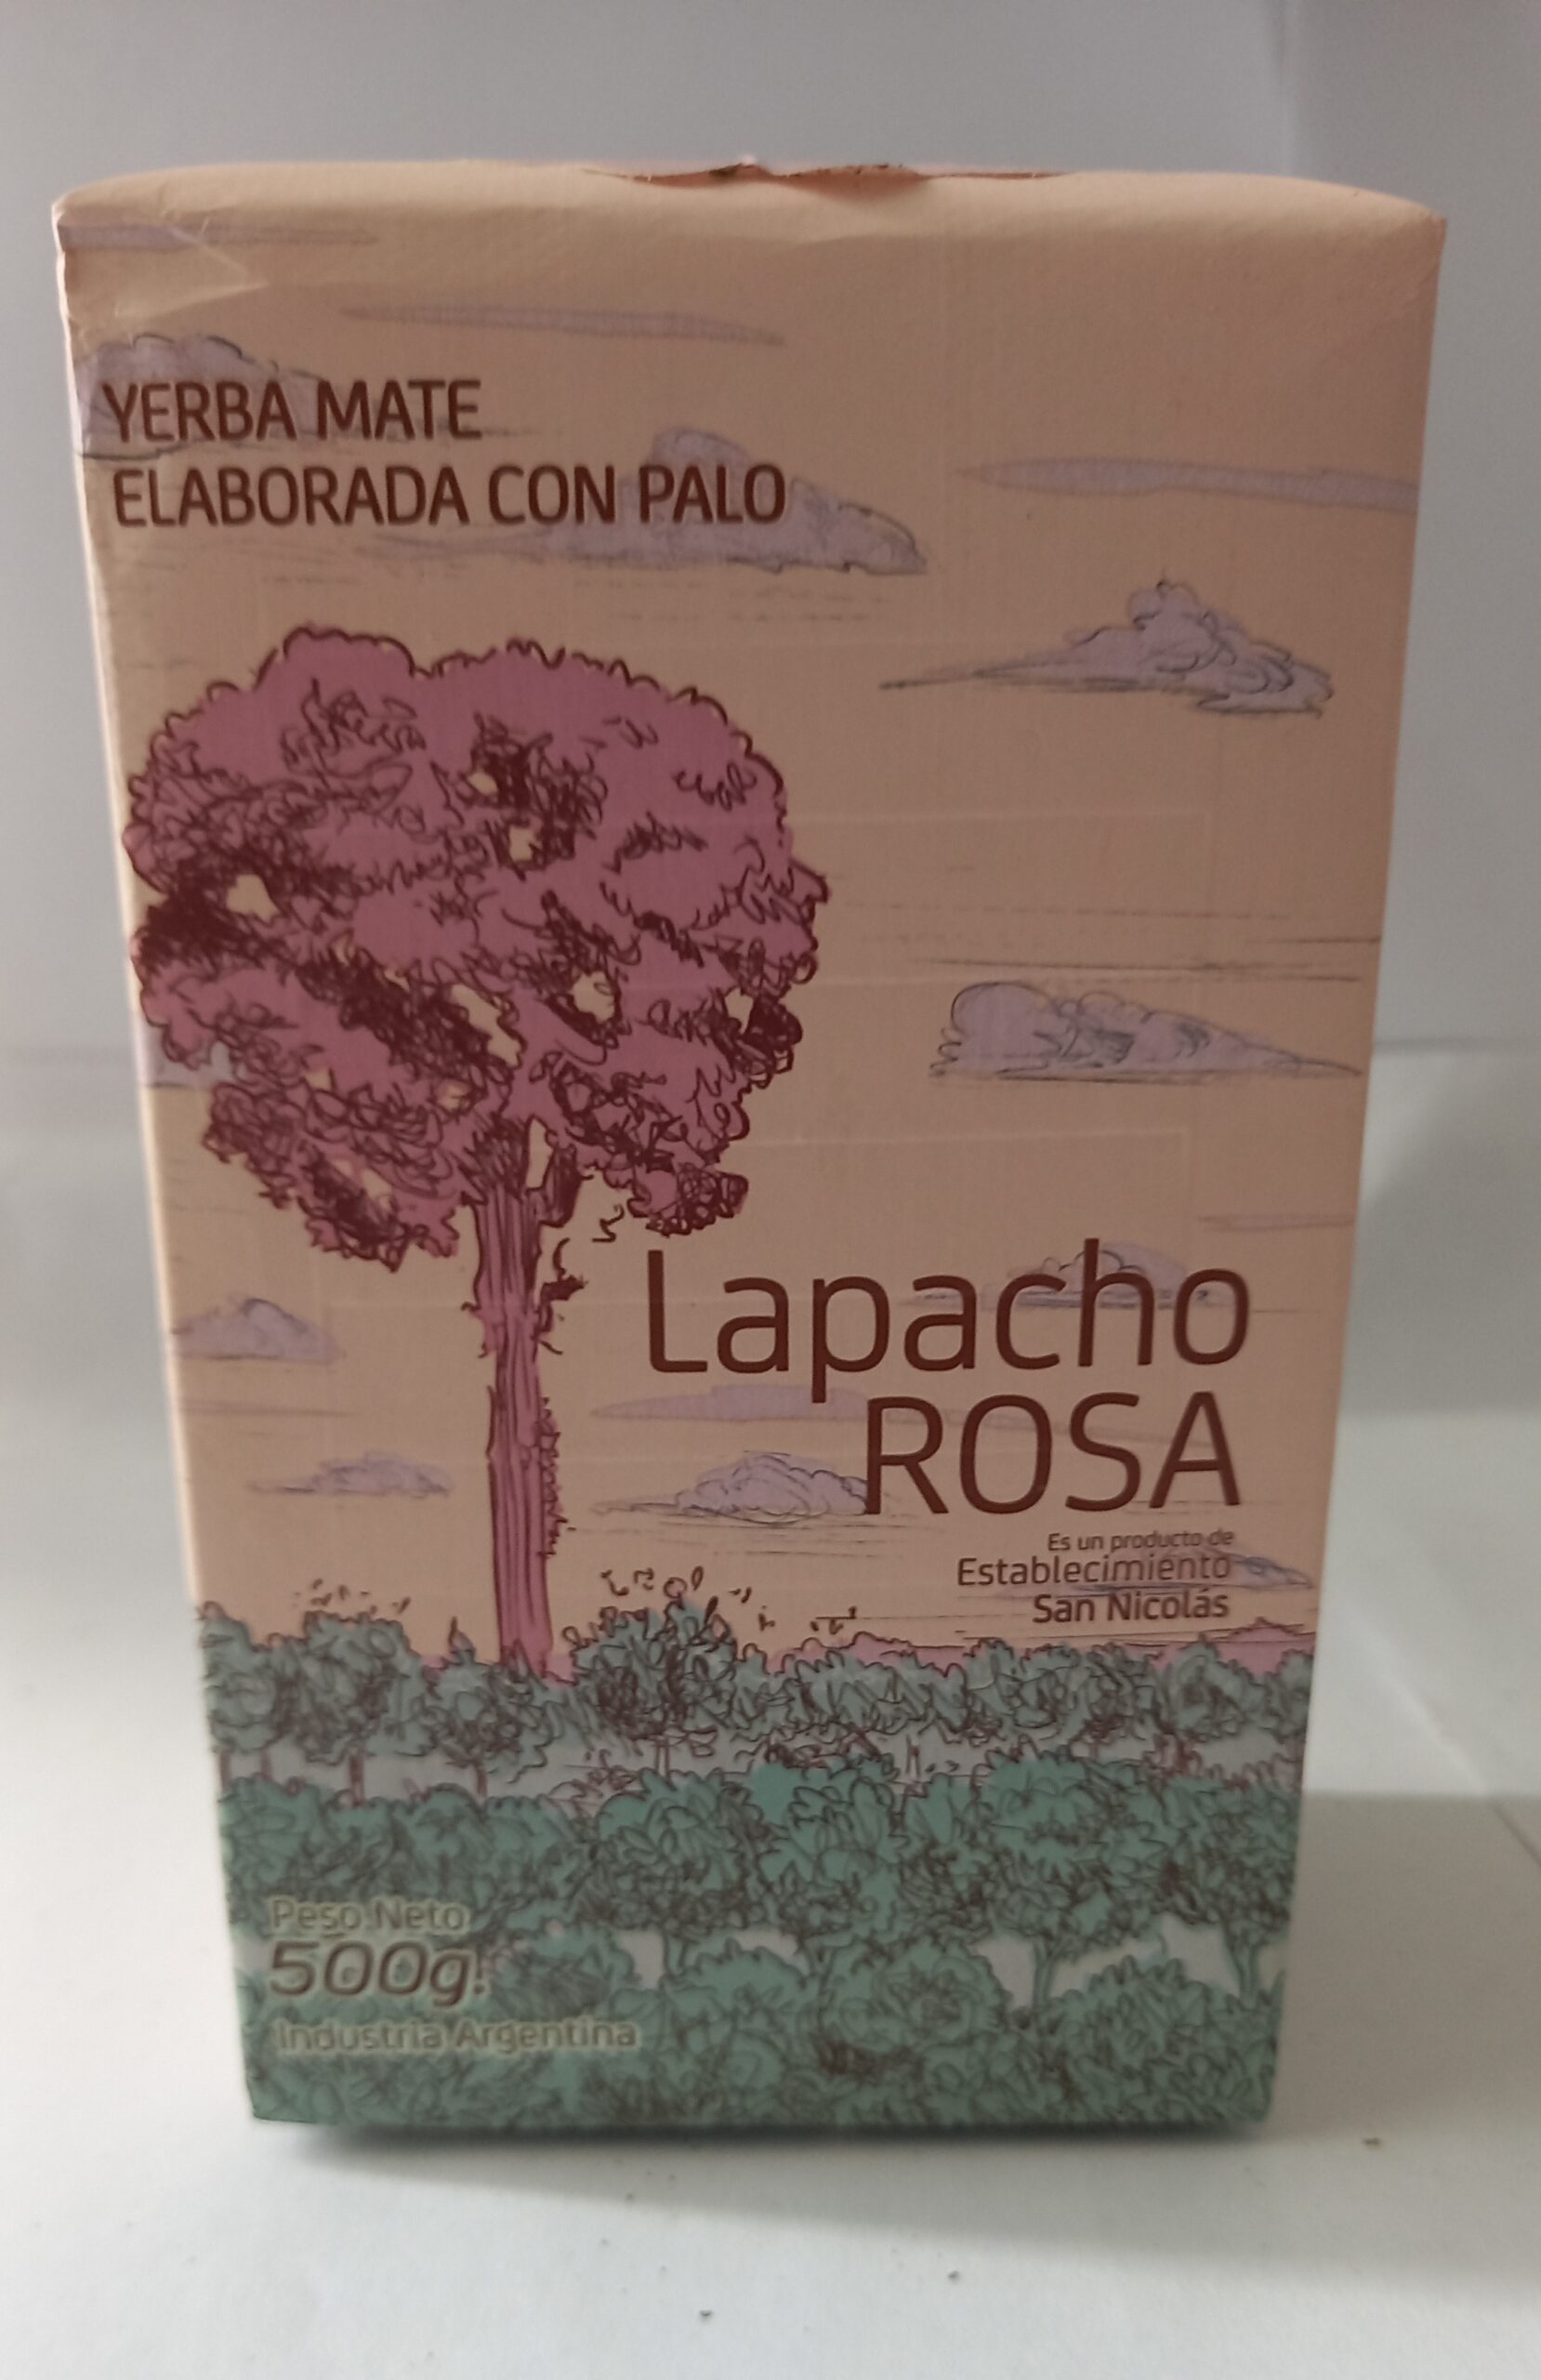 YERBA MATE
ELABORADA CON PALO
Lapacho
ROSA
Es un producto de
Establecimiento
San Nicolás
Peso Neto
500g.
Industria Argentina